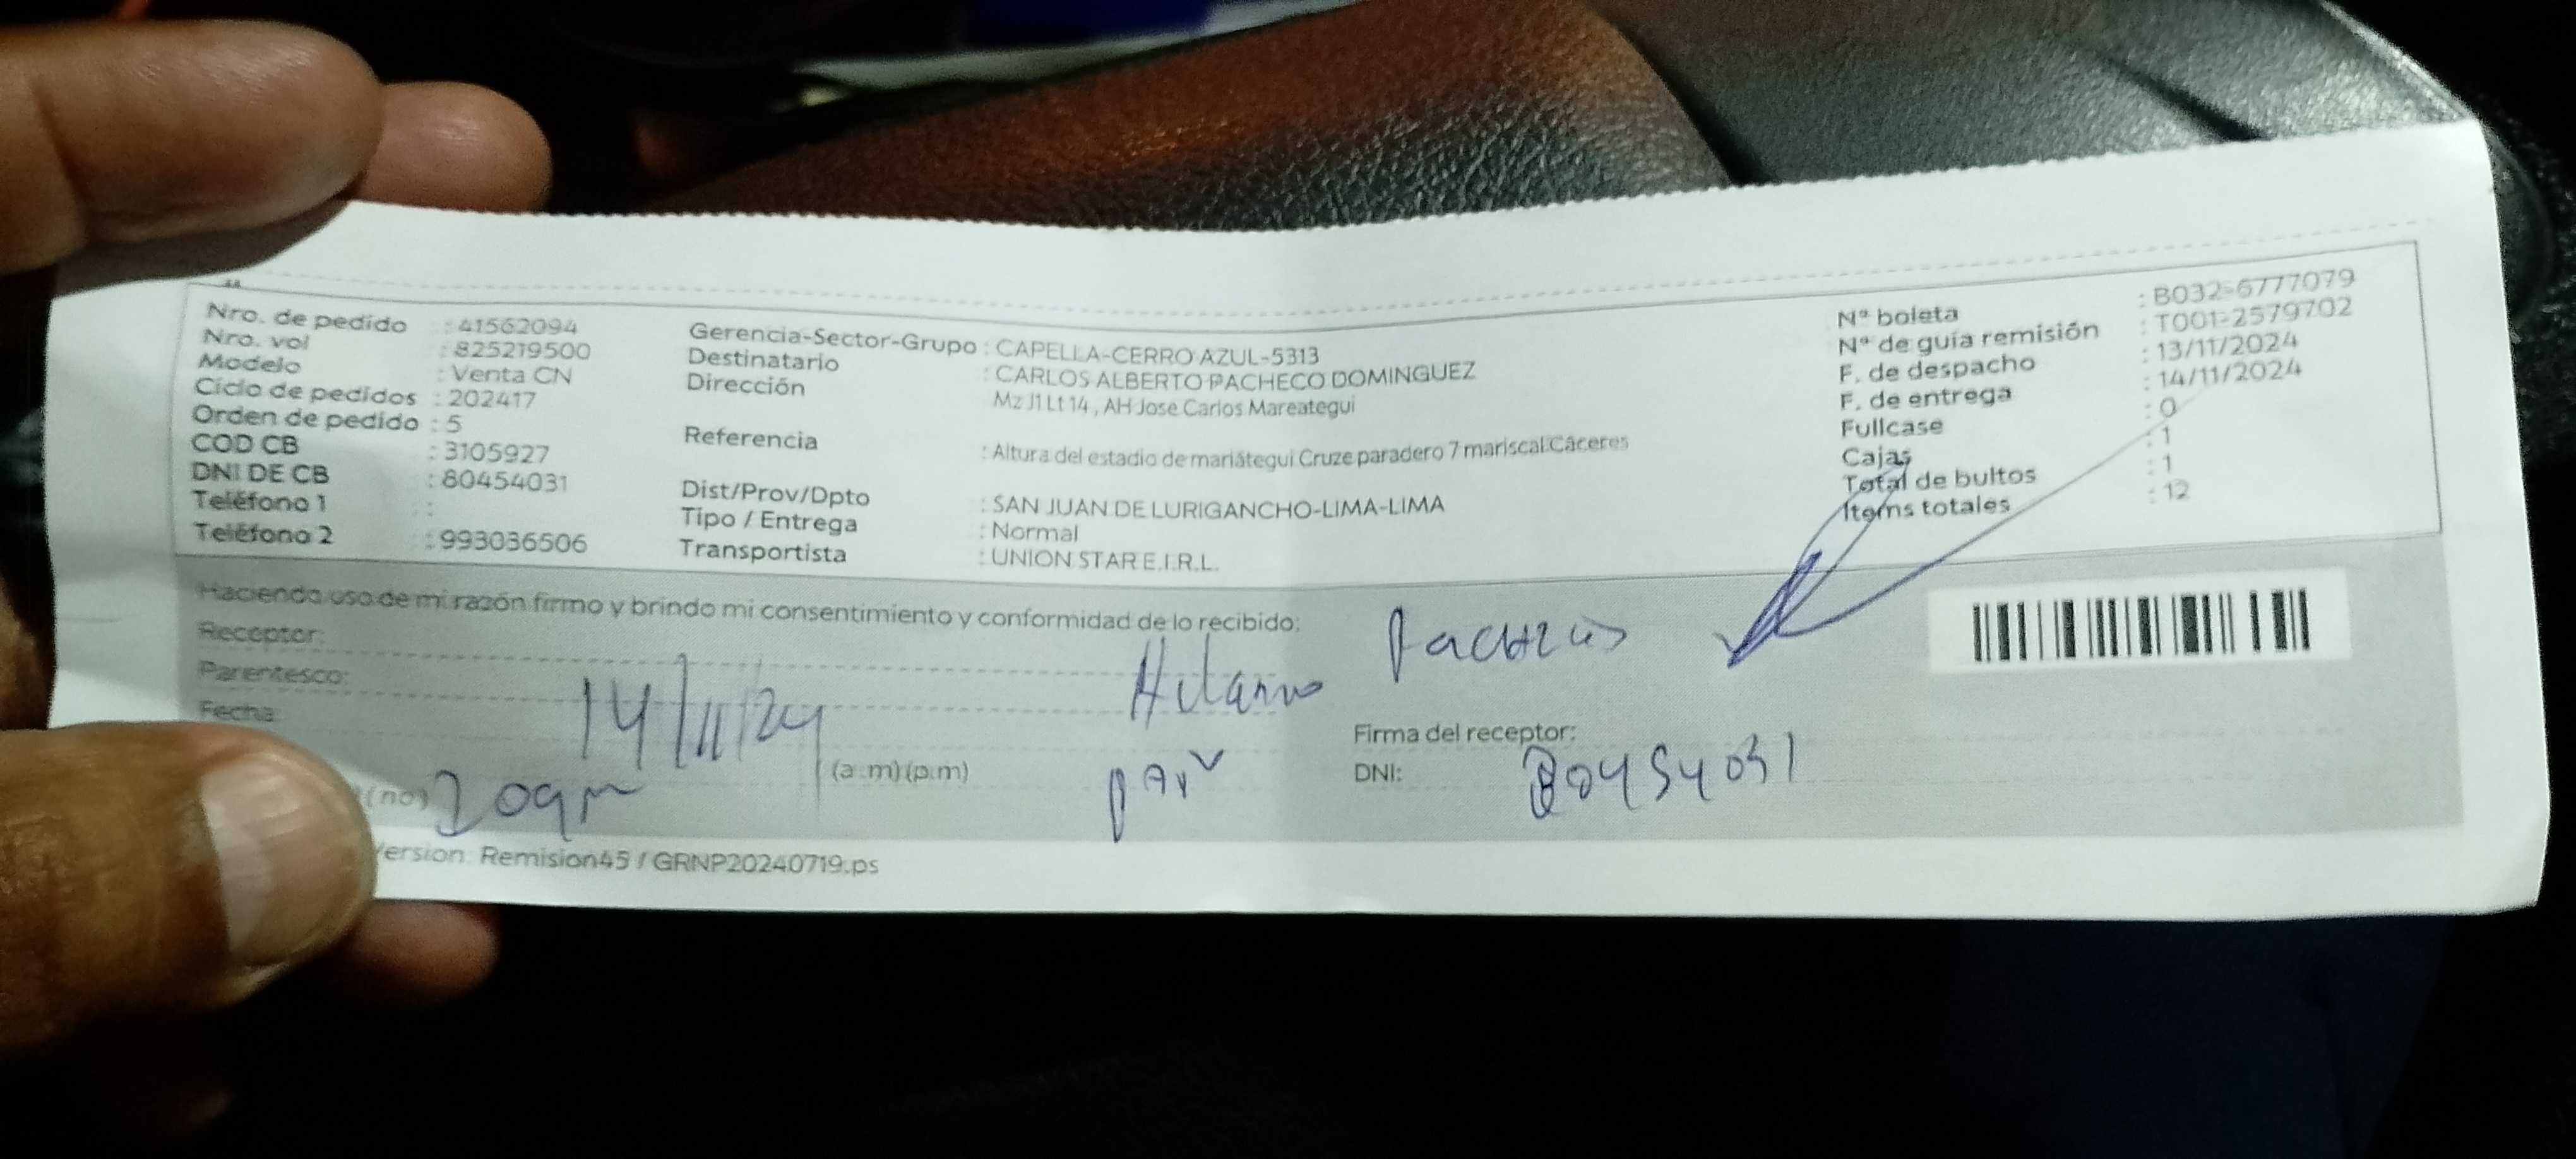 Nro. de pedido : 41562094
Nro. vol : 825219500
Modelo : Venta CN
Ciclo de pedidos : 202417
Orden de pedido : 5
COD CB : 3105927
DNI DE CB : 80454031
Teléfono 1 :
Teléfono 2 : 993036506
Gerencia-Sector-Grupo : CAPELLA-CERRO AZUL-5313
Destinatario : CARLOS ALBERTO PACHECO DOMINGUEZ
Dirección Mz J1 Lt 14 , AH Jose Carlos Mareategui
Referencia : Altura del estadio de mariátegui Cruze paradero 7 mariscal Cáceres
Dist/Prov/Dpto : SAN JUAN DE LURIGANCHO-LIMA-LIMA
Tipo / Entrega : Normal
Transportista : UNION STAR E.I.R.L.
Nª boleta : B032-6777079
Nª de guía remisión : T001-2579702
F. de despacho : 13/11/2024
F. de entrega : 14/11/2024
Fullcase : 0
Cajas : 1
Total de bultos : 1
Items totales : 12
Haciendo uso de mi razón firmo y brindo mi consentimiento y conformidad de lo recibido:
Receptor:
Parentesco:
Fecha: 14/11/24
(a.m)(p.m)
(no)
Firma del receptor:
DNI: 80454031
Version: Remision45 / GRNP20240719.ps